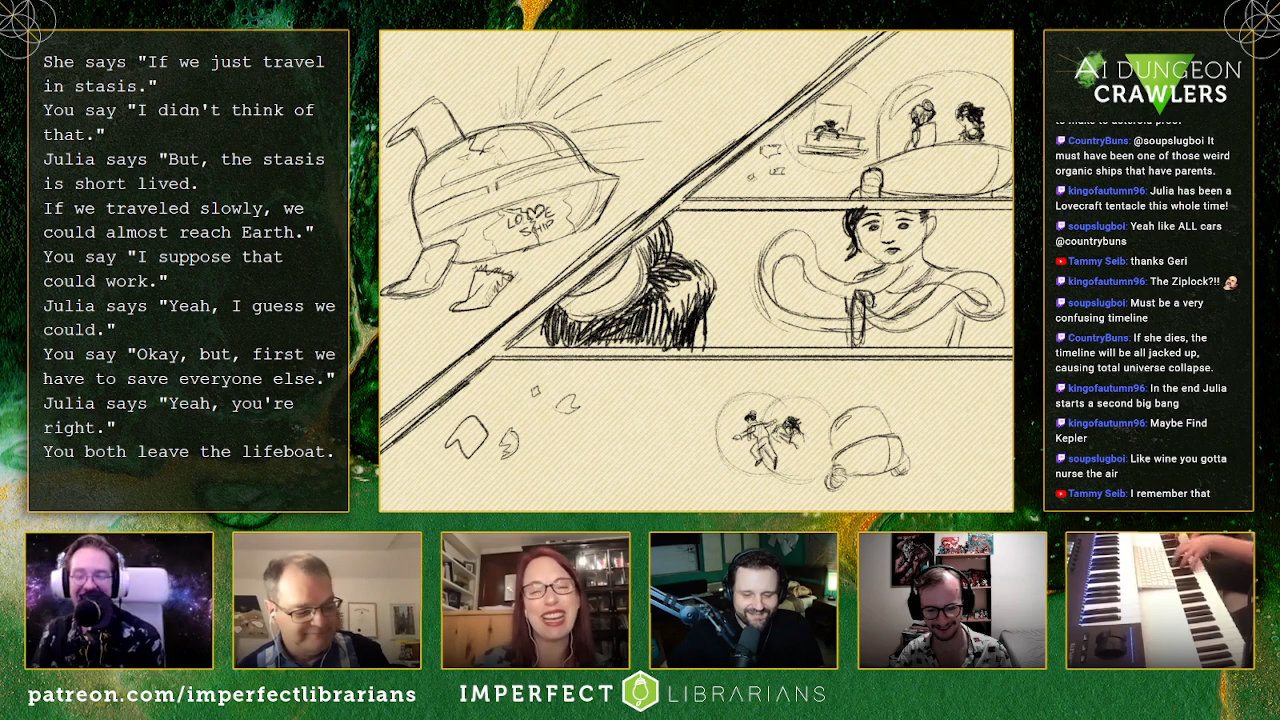 She says "If we just travel
in stasis."
You say "I didn't think of
that."
Julia says "But, the stasis
is short lived.
If we traveled slowly, we
could almost reach Earth."
You say "I suppose that
could work."
Julia says "Yeah, I guess we
could."
You say "Okay, but, first we
have to save everyone else."
Julia says "Yeah, you're
right."
You both leave the lifeboat.
LOVE
SHIP
AI DUNGEON
CRAWLERS
to make to asteroid proof
CountryBuns: @soupslugboi It
must have been one of those weird
organic ships that have parents.
kingofautumn96: Julia has been a
Lovecraft tentacle this whole time!
soupslugboi: Yeah like ALL cars
@countrybuns
Tammy Seib: thanks Geri
kingofautumn96: The Ziplock?!!
soupslugboi: Must be a very
confusing timeline
CountryBuns: If she dies, the
timeline will be all jacked up,
causing total universe collapse.
kingofautumn96: In the end Julia
starts a second big bang
kingofautumn96: Maybe Find
Kepler
soupslugboi: Like wine you gotta
nurse the air
Tammy Seib: I remember that
patreon.com/imperfectlibrarians
IMPERFECT LIBRARIANS